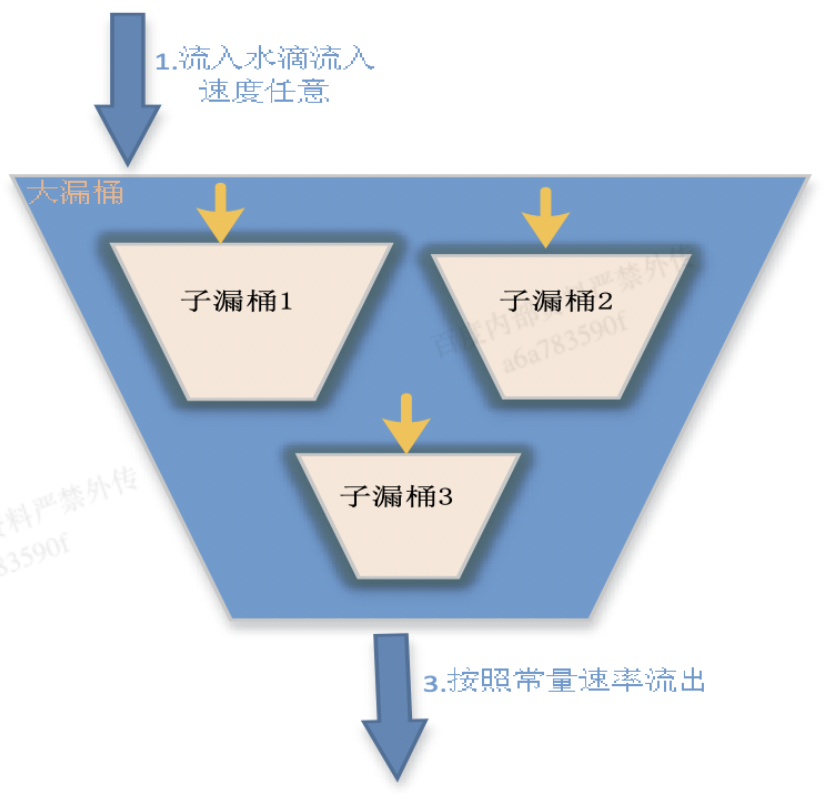 1.流入水滴流入
速度任意
大漏桶
子漏桶1
子漏桶2
百度内部资料严禁外传
a6a783590f
子漏桶3
资料严禁外传
83590f
3.按照常量速率流出